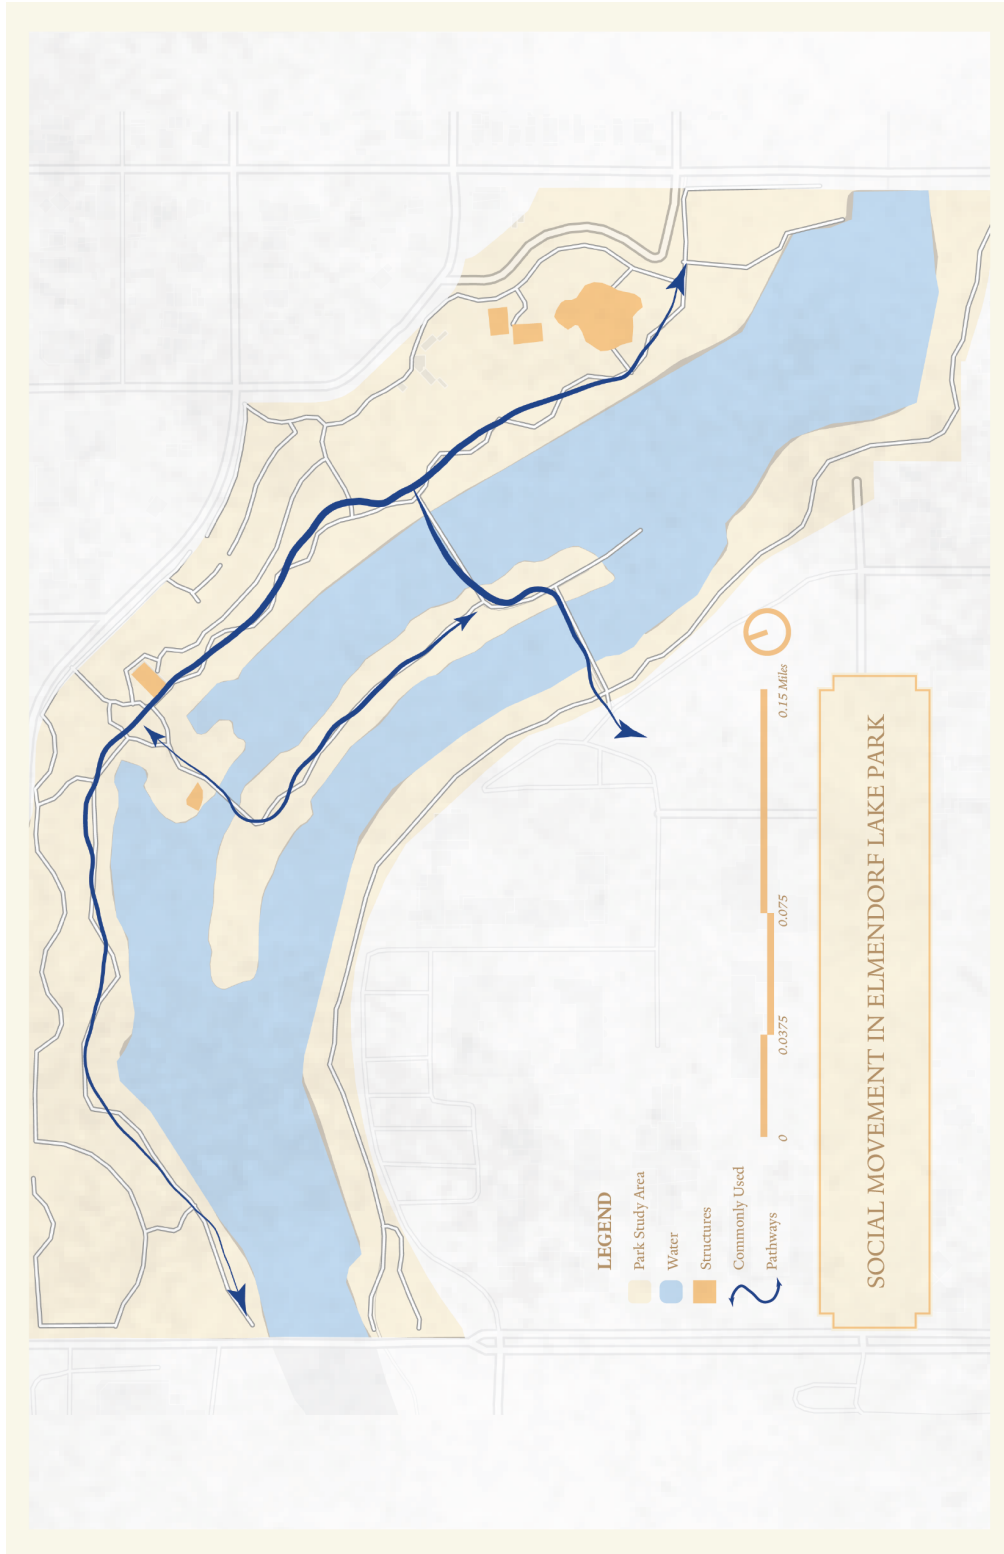 LEGEND
Park Study Area
Water
Structures
Commonly Used
Pathways
0
0.0375
0.075
0.15 Miles
SOCIAL MOVEMENT IN ELMENDORF LAKE PARK